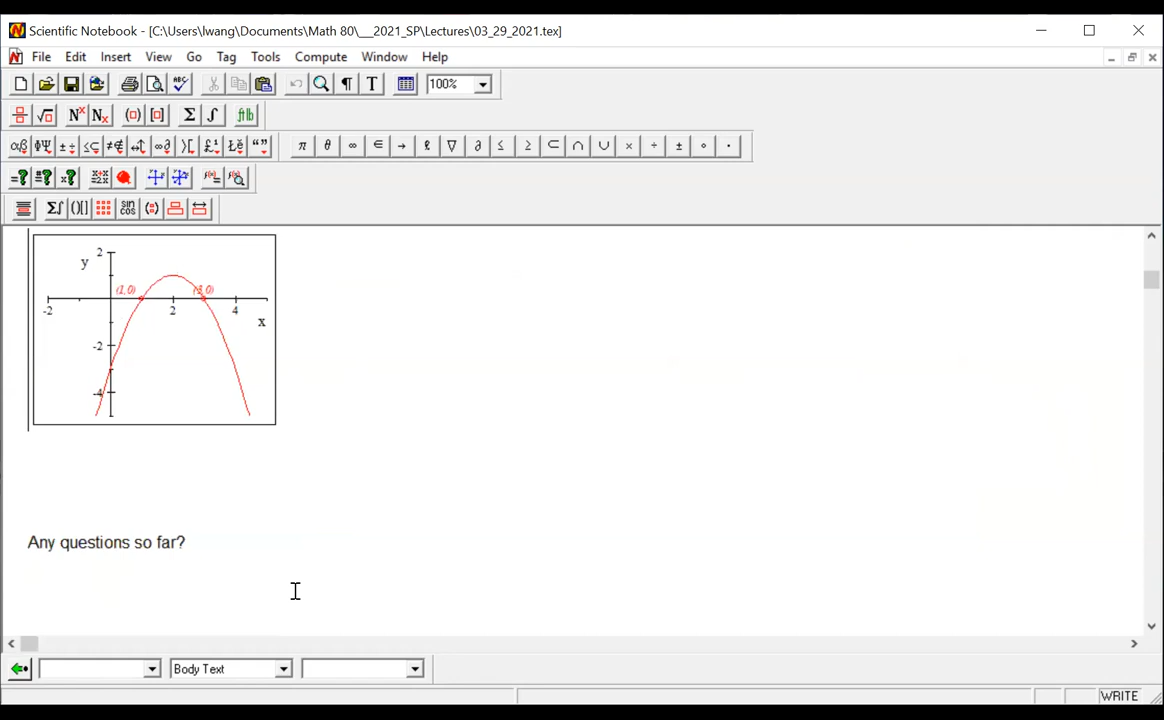 Scientific Notebook - [C:\Users\lwang\Documents\Math 80\__2021_SP\Lectures\03_29_2021.tex]
File Edit Insert View Go Tag Tools Compute Window Help
100%
π θ ∞ ∈ → ℓ ∇ ∂ ≤ ≥ ⊂ ∩ ∪ × ÷ ± ∘ ·
sin
cos
y 2
(1,0) (3,0)
-2 2 4
x
-2
-4
Any questions so far?
Body Text
WRITE